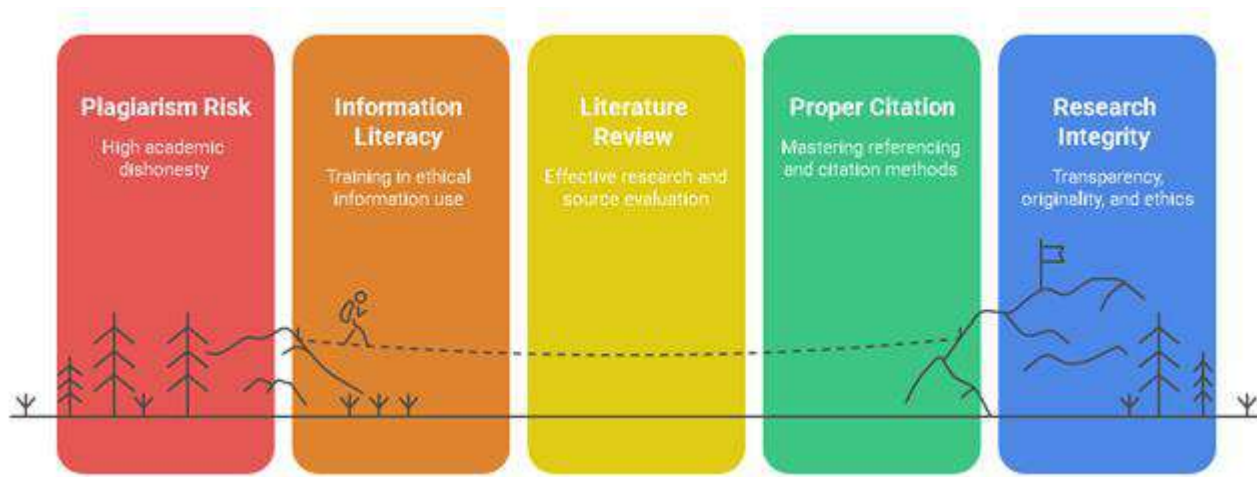 Plagiarism Risk
High academic
dishonesty
Information
Literacy
Training in ethical
information use
Literature
Review
Effective research and
source evaluation
Proper Citation
Mastering referencing
and citation methods
Research
Integrity
Transparency,
originality, and ethics